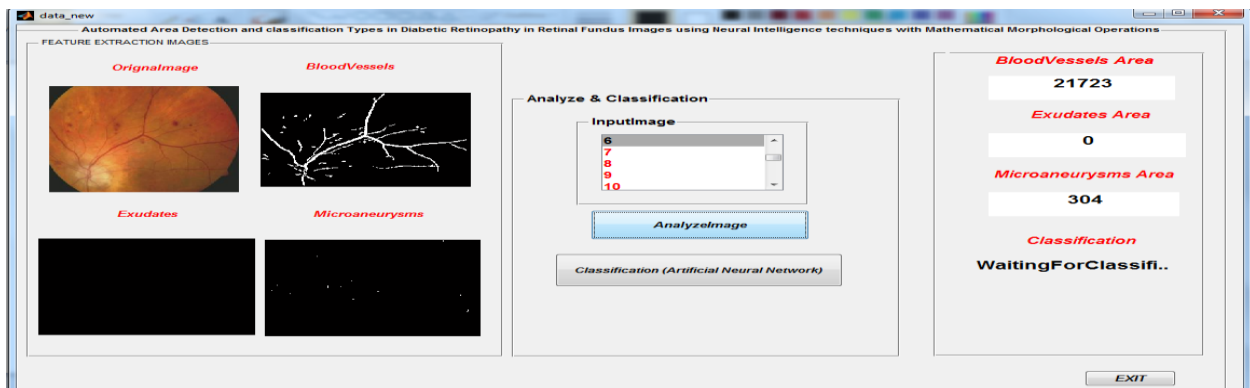 data_new
Automated Area Detection and classification Types in Diabetic Retinopathy in Retinal Fundus Images using Neural Intelligence techniques with Mathematical Morphological Operations
FEATURE EXTRACTION IMAGES
OrignaImage
BloodVessels
Exudates
Microaneurysms
Analyze & Classification
InputImage
6
7
8
9
10
AnalyzeImage
Classification (Artificial Neural Network)
BloodVessels Area
21723
Exudates Area
0
Microaneurysms Area
304
Classification
WaitingForClassifi..
EXIT